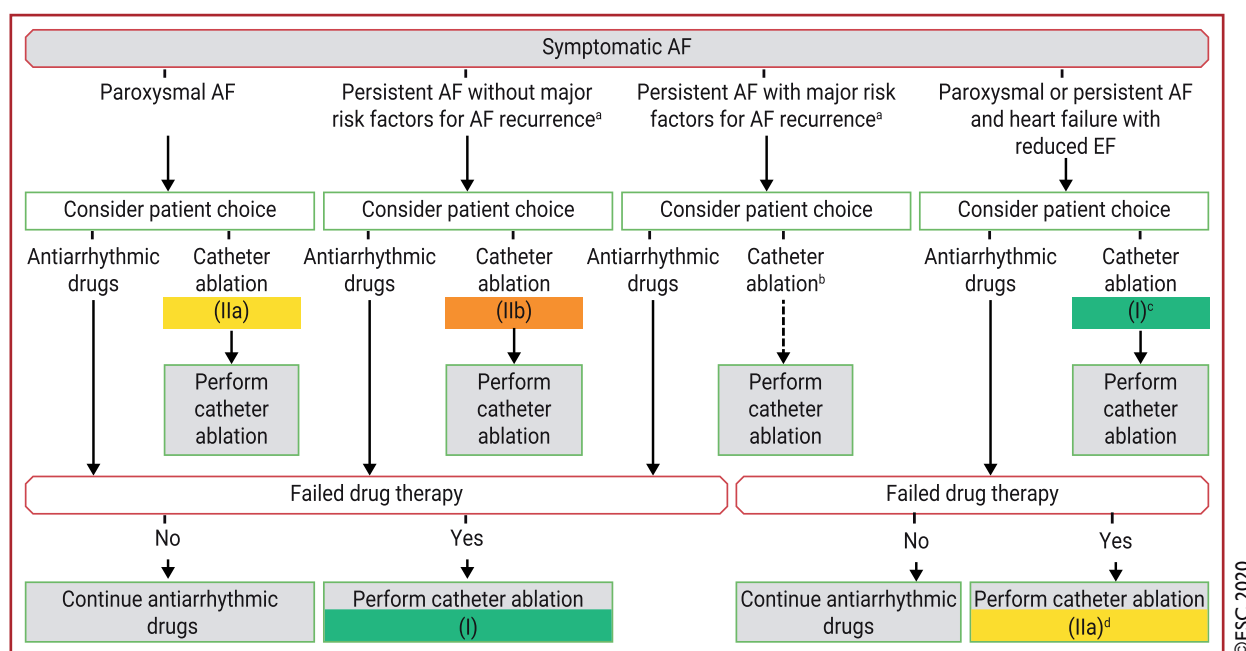 Symptomatic AF
Paroxysmal AF
Persistent AF without major
risk factors for AF recurrenceᵃ
Persistent AF with major risk
factors for AF recurrenceᵃ
Paroxysmal or persistent AF
and heart failure with
reduced EF
Consider patient choice
Consider patient choice
Consider patient choice
Consider patient choice
Antiarrhythmic
drugs
Catheter
ablation
(IIa)
Antiarrhythmic
drugs
Catheter
ablation
(IIb)
Antiarrhythmic
drugs
Catheter
ablationᵇ
Antiarrhythmic
drugs
Catheter
ablation
(I)ᶜ
Perform
catheter
ablation
Perform
catheter
ablation
Perform
catheter
ablation
Perform
catheter
ablation
Failed drug therapy
Failed drug therapy
No
Yes
No
Yes
Continue antiarrhythmic
drugs
Perform catheter ablation
(I)
Continue antiarrhythmic
drugs
Perform catheter ablation
(IIa)ᵈ
©ESC 2020